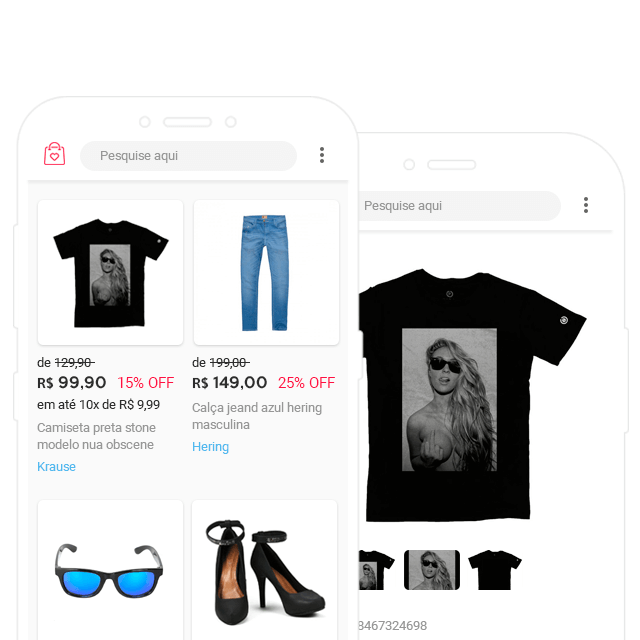 Pesquise aqui
Pesquise aqui
de 129,90
R$ 99,90 15% OFF
em até 10x de R$ 9,99
Camiseta preta stone
modelo nua obscene
Krause
de 199,00
R$ 149,00 25% OFF
Calça jeand azul hering
masculina
Hering
8467324698